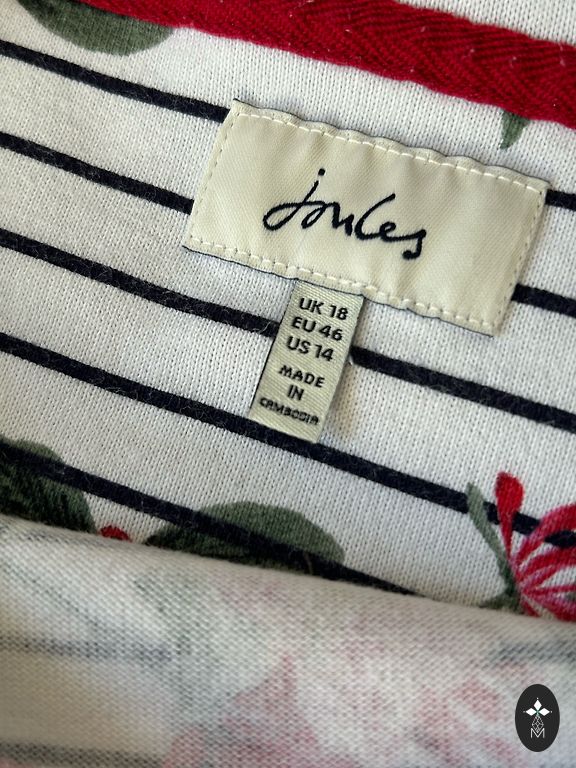 Joules
UK 18
EU 46
US 14
MADE
IN
CAMBODIA
M